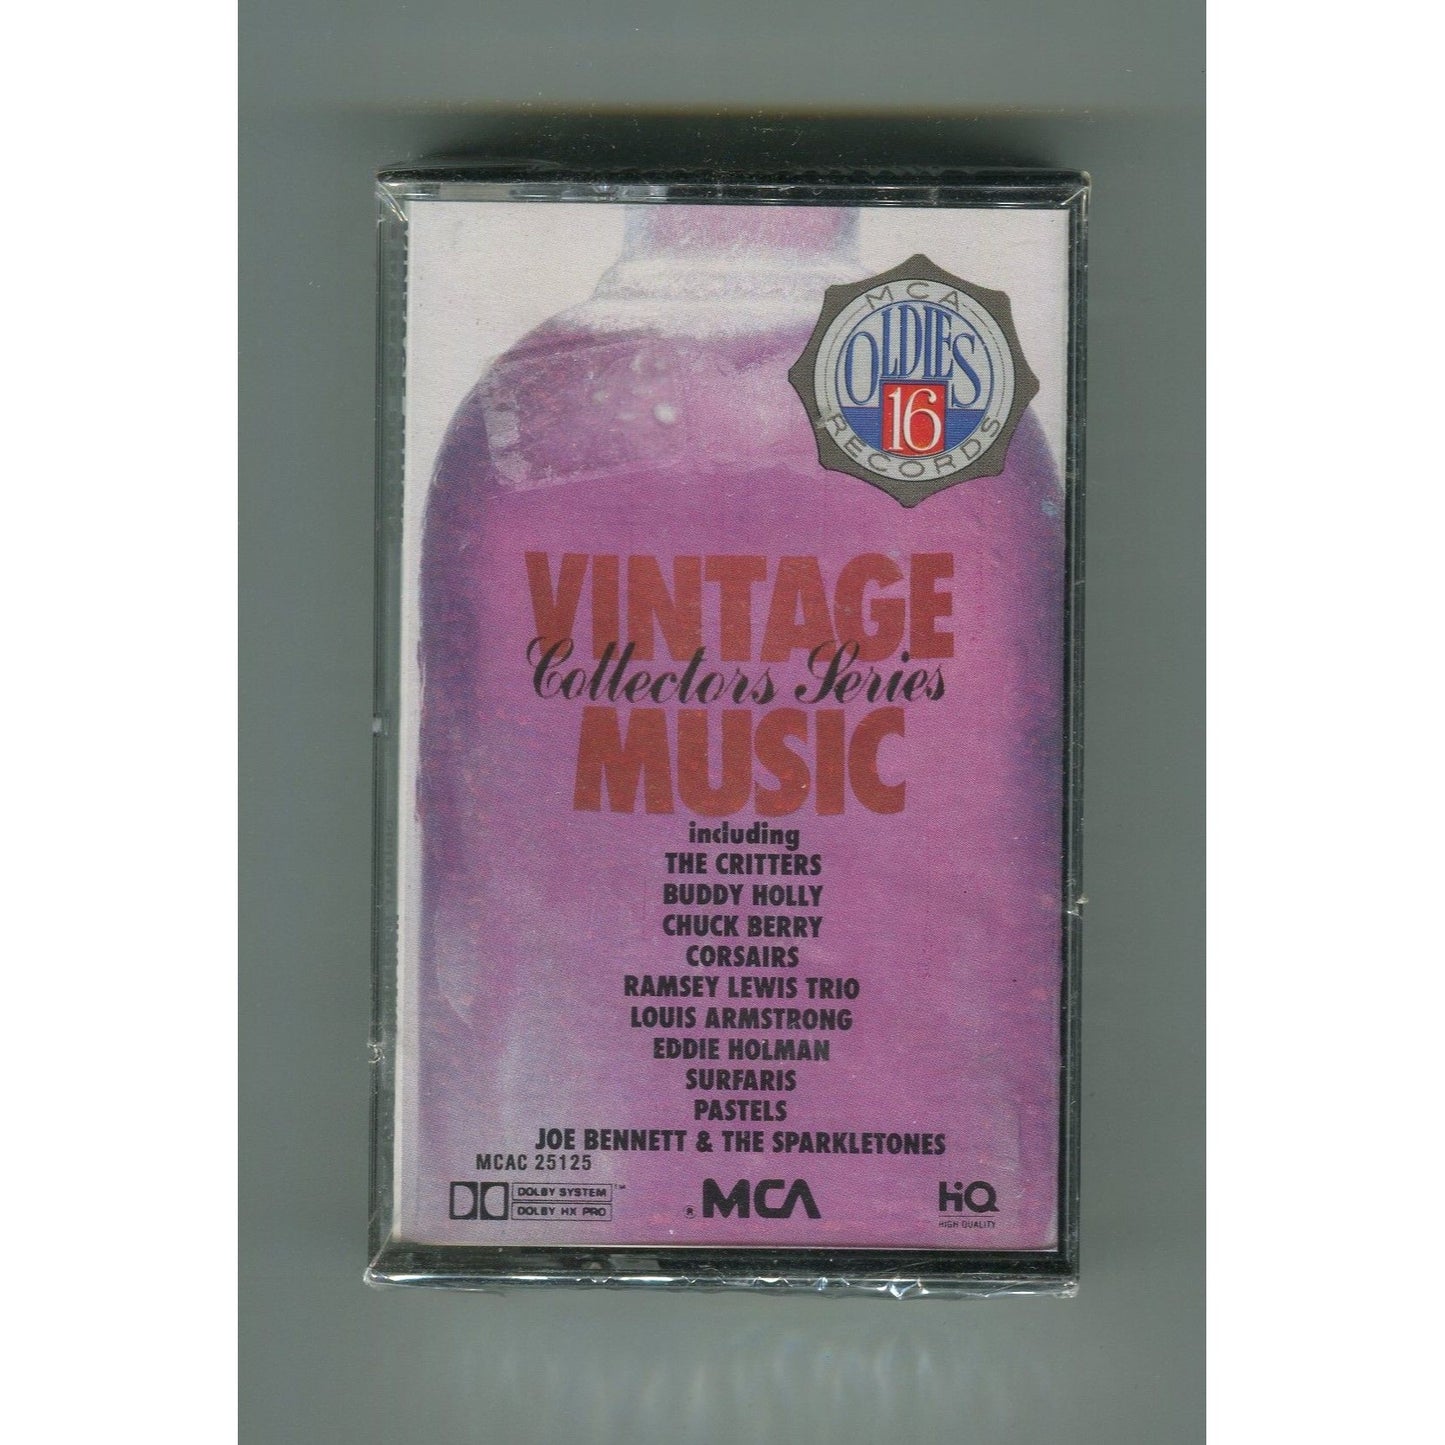 MCA
OLDIES
16
RECORDS
VINTAGE
Collectors Series
MUSIC
including
THE CRITTERS
BUDDY HOLLY
CHUCK BERRY
CORSAIRS
RAMSEY LEWIS TRIO
LOUIS ARMSTRONG
EDDIE HOLMAN
SURFARIS
PASTELS
JOE BENNETT & THE SPARKLETONES
MCAC 25125
DOLBY SYSTEM™
DOLBY HX PRO
® MCA
HiQ
HIGH QUALITY